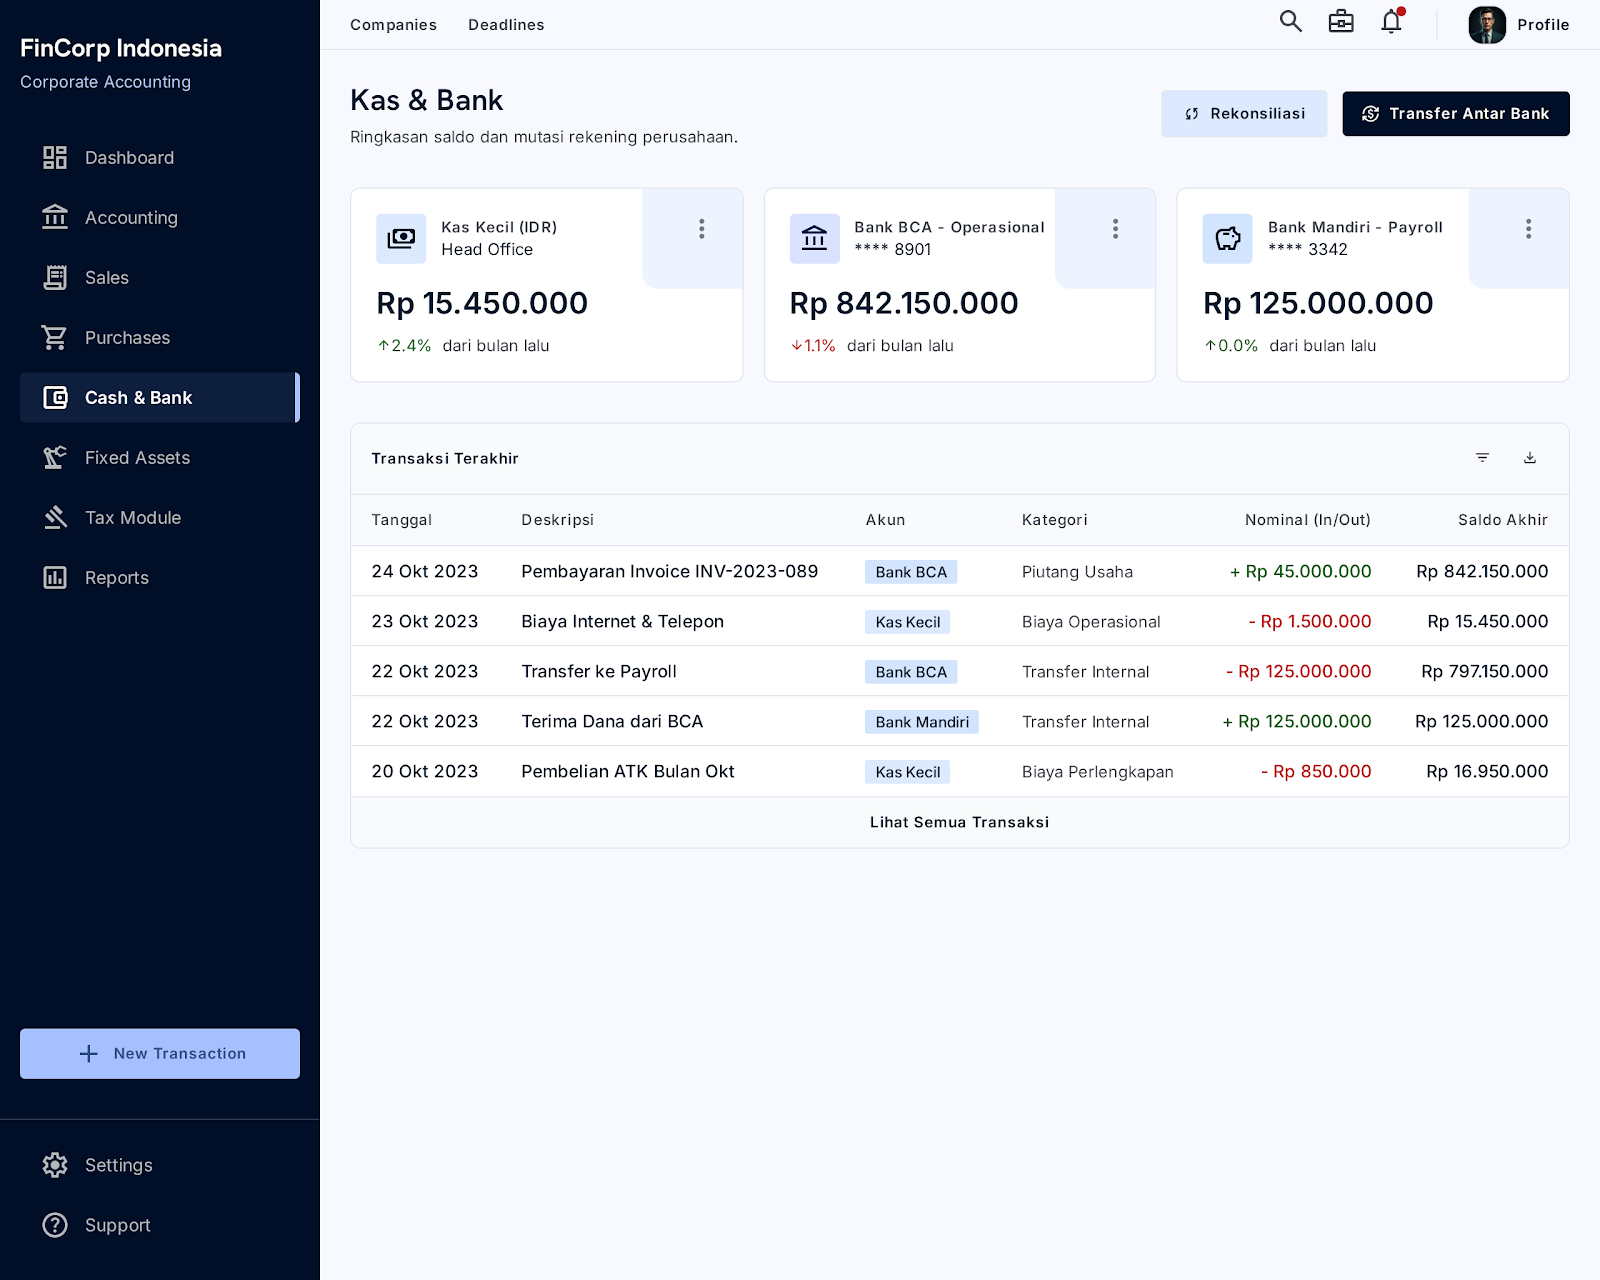 FinCorp Indonesia
Corporate Accounting
Dashboard
Accounting
Sales
Purchases
Cash & Bank
Fixed Assets
Tax Module
Reports
New Transaction
Settings
Support
Companies Deadlines Profile
Kas & Bank
Ringkasan saldo dan mutasi rekening perusahaan.
Rekonsiliasi
Transfer Antar Bank
Kas Kecil (IDR)
Head Office
Rp 15.450.000
↑2.4% dari bulan lalu
Bank BCA - Operasional
**** 8901
Rp 842.150.000
↓1.1% dari bulan lalu
Bank Mandiri - Payroll
**** 3342
Rp 125.000.000
↑0.0% dari bulan lalu
Transaksi Terakhir
Tanggal Deskripsi Akun Kategori Nominal (In/Out) Saldo Akhir
24 Okt 2023 Pembayaran Invoice INV-2023-089 Bank BCA Piutang Usaha + Rp 45.000.000 Rp 842.150.000
23 Okt 2023 Biaya Internet & Telepon Kas Kecil Biaya Operasional - Rp 1.500.000 Rp 15.450.000
22 Okt 2023 Transfer ke Payroll Bank BCA Transfer Internal - Rp 125.000.000 Rp 797.150.000
22 Okt 2023 Terima Dana dari BCA Bank Mandiri Transfer Internal + Rp 125.000.000 Rp 125.000.000
20 Okt 2023 Pembelian ATK Bulan Okt Kas Kecil Biaya Perlengkapan - Rp 850.000 Rp 16.950.000
Lihat Semua Transaksi